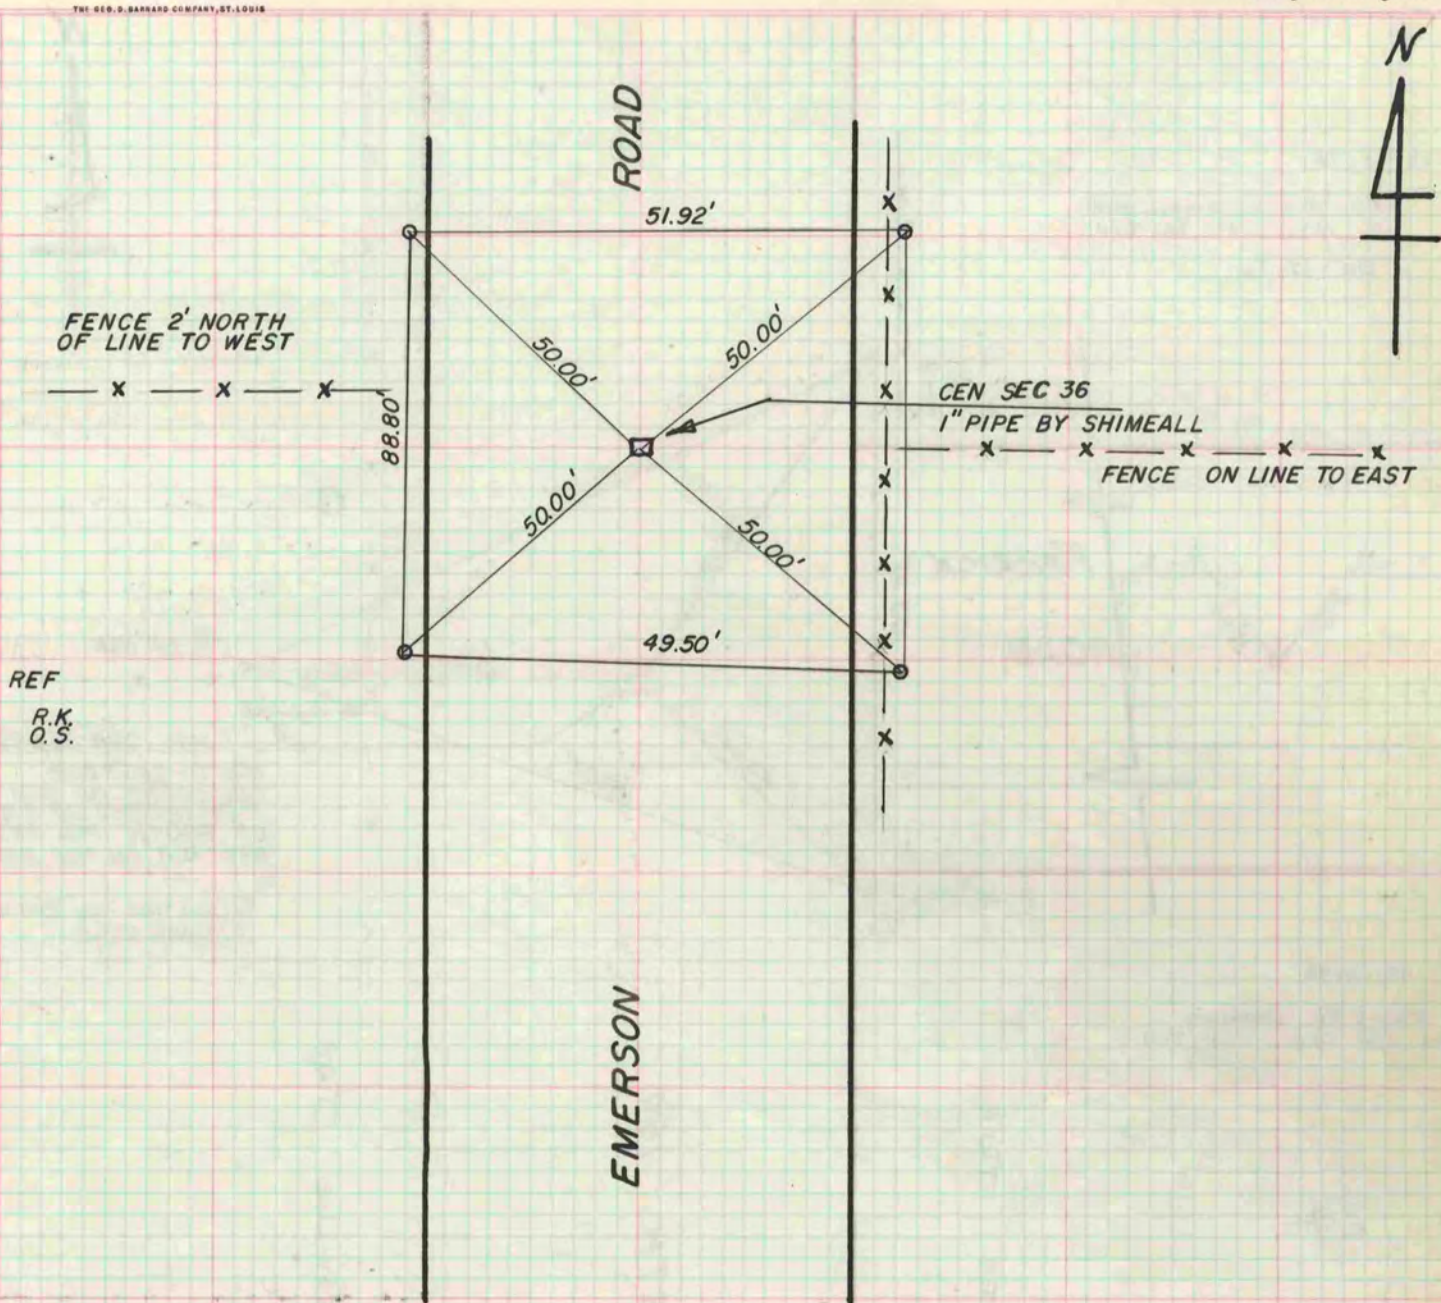 THE GEO. D. BARNARD COMPANY, ST. LOUIS
N
ROAD
51.92'
FENCE 2' NORTH
OF LINE TO WEST
50.00'
50.00'
88.80'
CEN SEC 36
1" PIPE BY SHIMEALL
FENCE ON LINE TO EAST
50.00'
50.00'
49.50'
REF
R.K.
O.S.
EMERSON